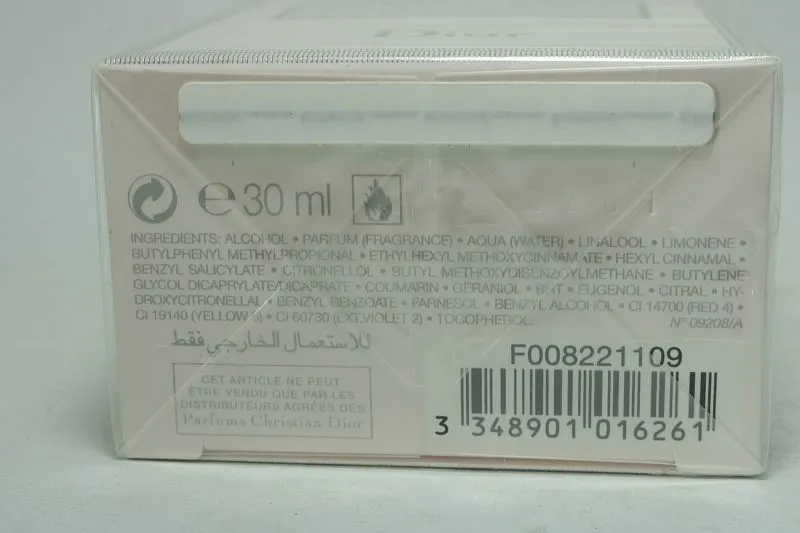 Dior
℮ 30 ml
INGREDIENTS: ALCOHOL • PARFUM (FRAGRANCE) • AQUA (WATER) • LINALOOL • LIMONENE •
BUTYLPHENYL METHYLPROPIONAL • ETHYLHEXYL METHOXYCINNAMATE • HEXYL CINNAMAL •
BENZYL SALICYLATE • CITRONELLOL • BUTYL METHOXYDIBENZOYLMETHANE • BUTYLENE
GLYCOL DICAPRYLATE/DICAPRATE • COUMARIN • GERANIOL • BHT • EUGENOL • CITRAL • HY-
DROXYCITRONELLAL • BENZYL BENZOATE • FARNESOL • BENZYL ALCOHOL • CI 14700 (RED 4) •
CI 19140 (YELLOW 5) • CI 60730 (EXT.VIOLET 2) • TOCOPHEROL
N° 09208/A
للاستعمال الخارجي فقط
CET ARTICLE NE PEUT
ÊTRE VENDU QUE PAR LES
DISTRIBUTEURS AGRÉÉS DES
Parfums Christian Dior
F008221109
3 348901 016261